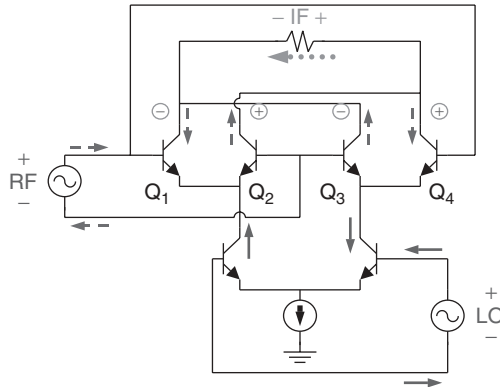 − IF +
− + − +
+
RF
−
Q1 Q2 Q3 Q4
+
LO
−